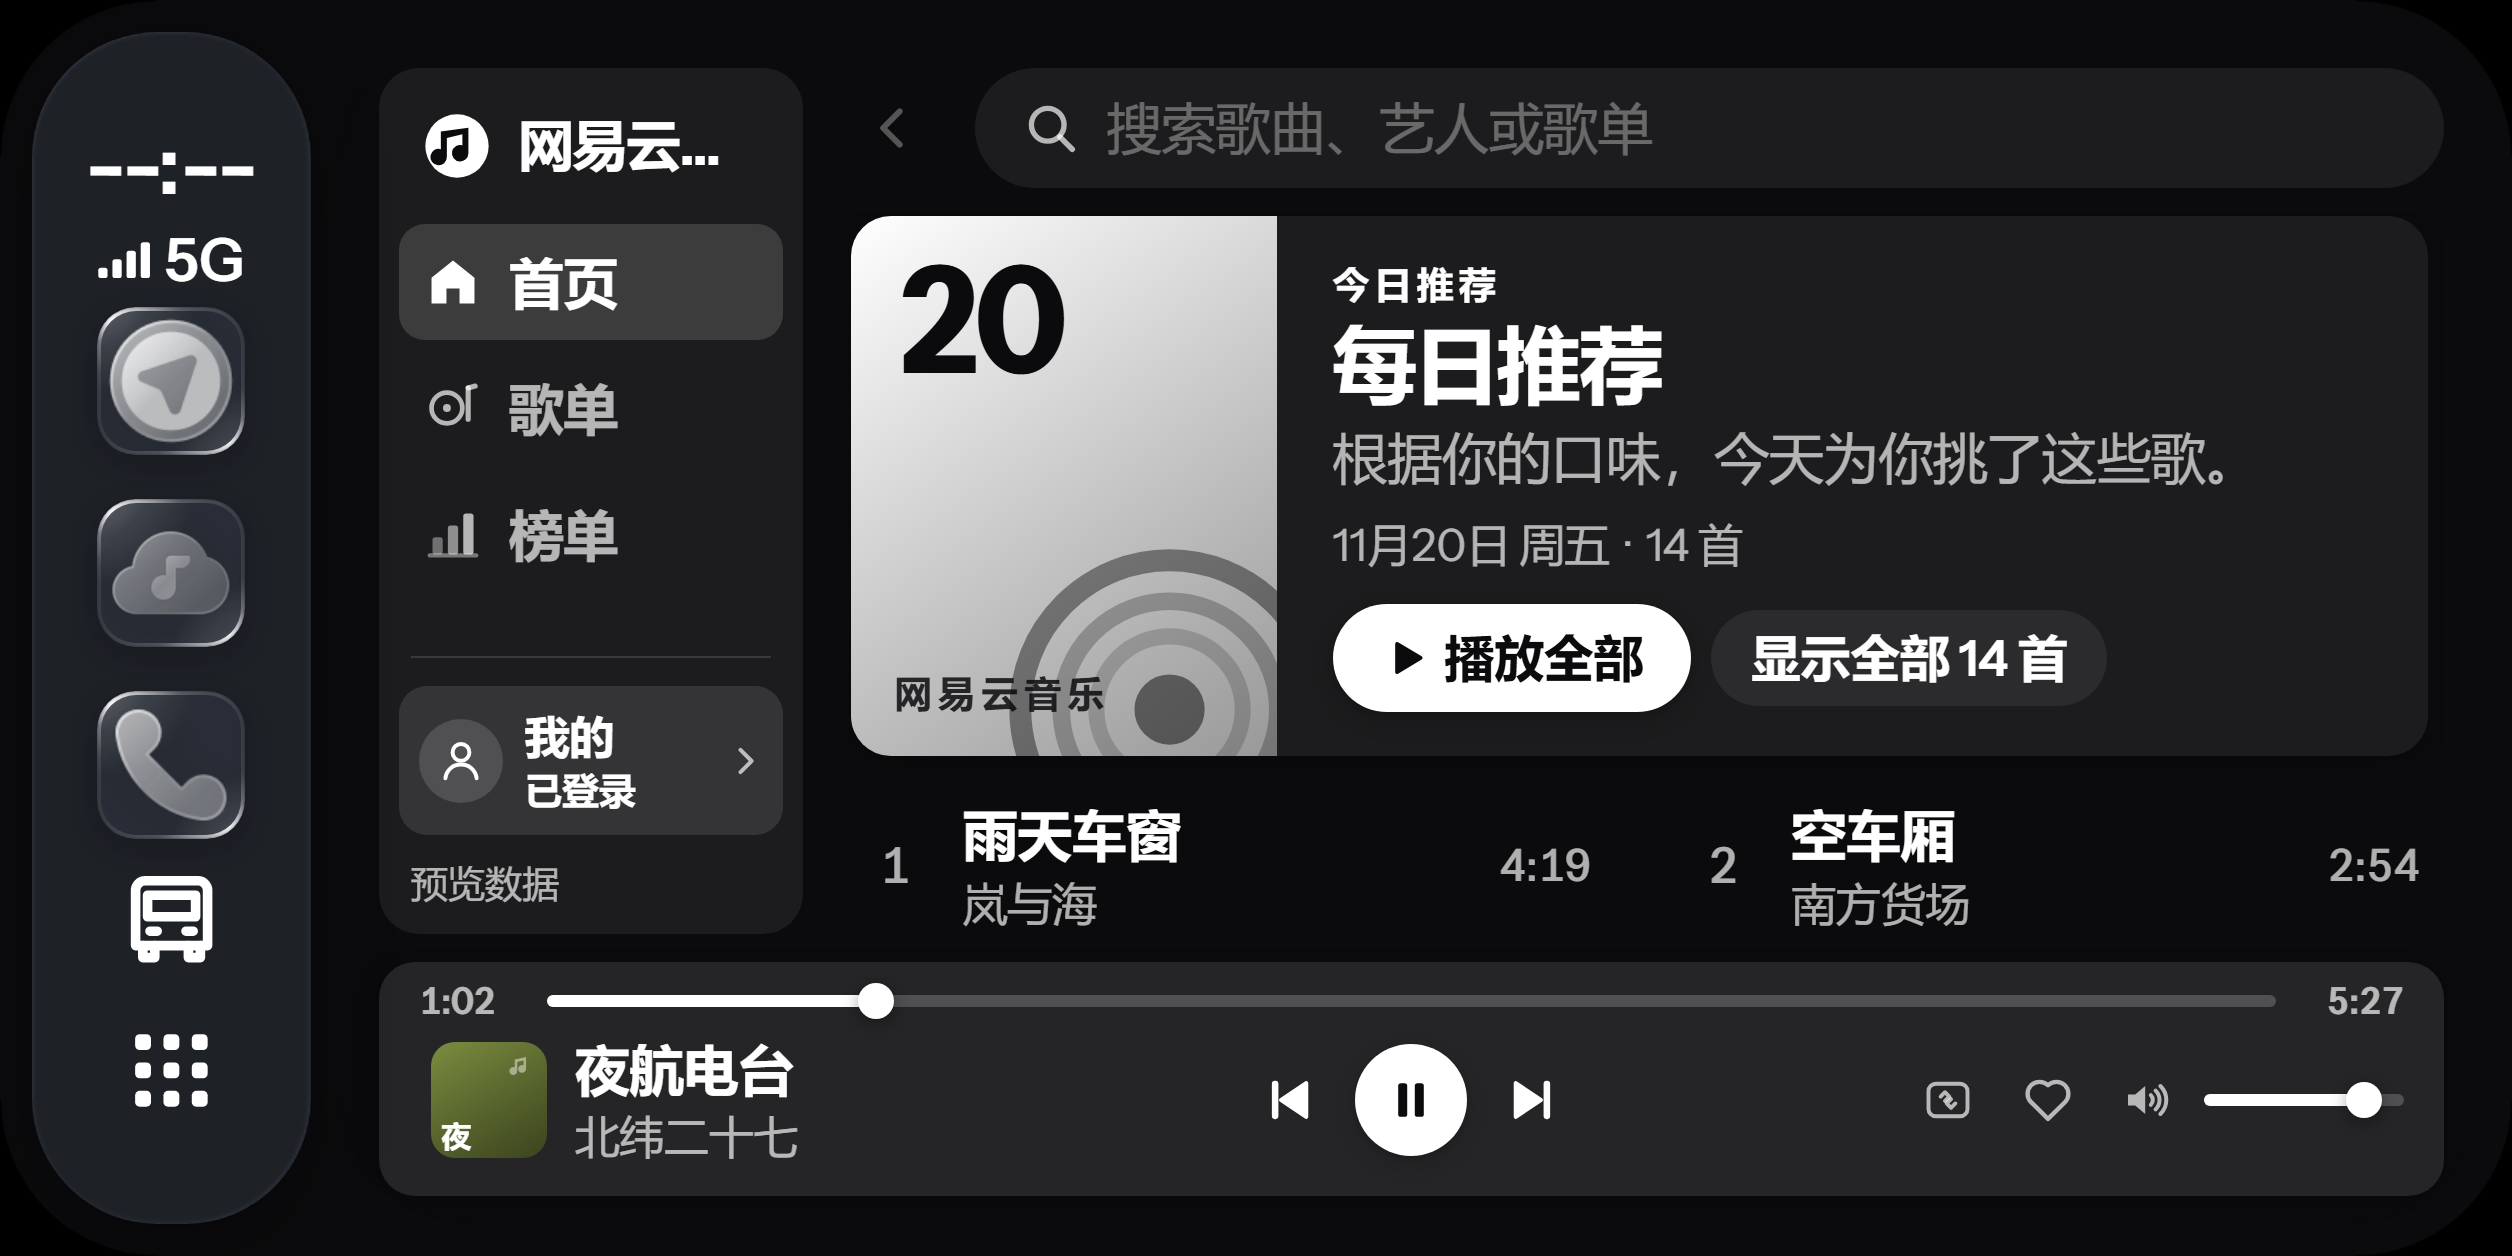 --:--
5G
网易云...
首页
歌单
榜单
我的
已登录
预览数据
搜索歌曲、艺人或歌单
20
网易云音乐
今日推荐
每日推荐
根据你的口味，今天为你挑了这些歌。
11月20日 周五 · 14 首
播放全部
显示全部 14 首
1
雨天车窗
岚与海
4:19
2
空车厢
南方货场
2:54
1:02
5:27
夜
夜航电台
北纬二十七